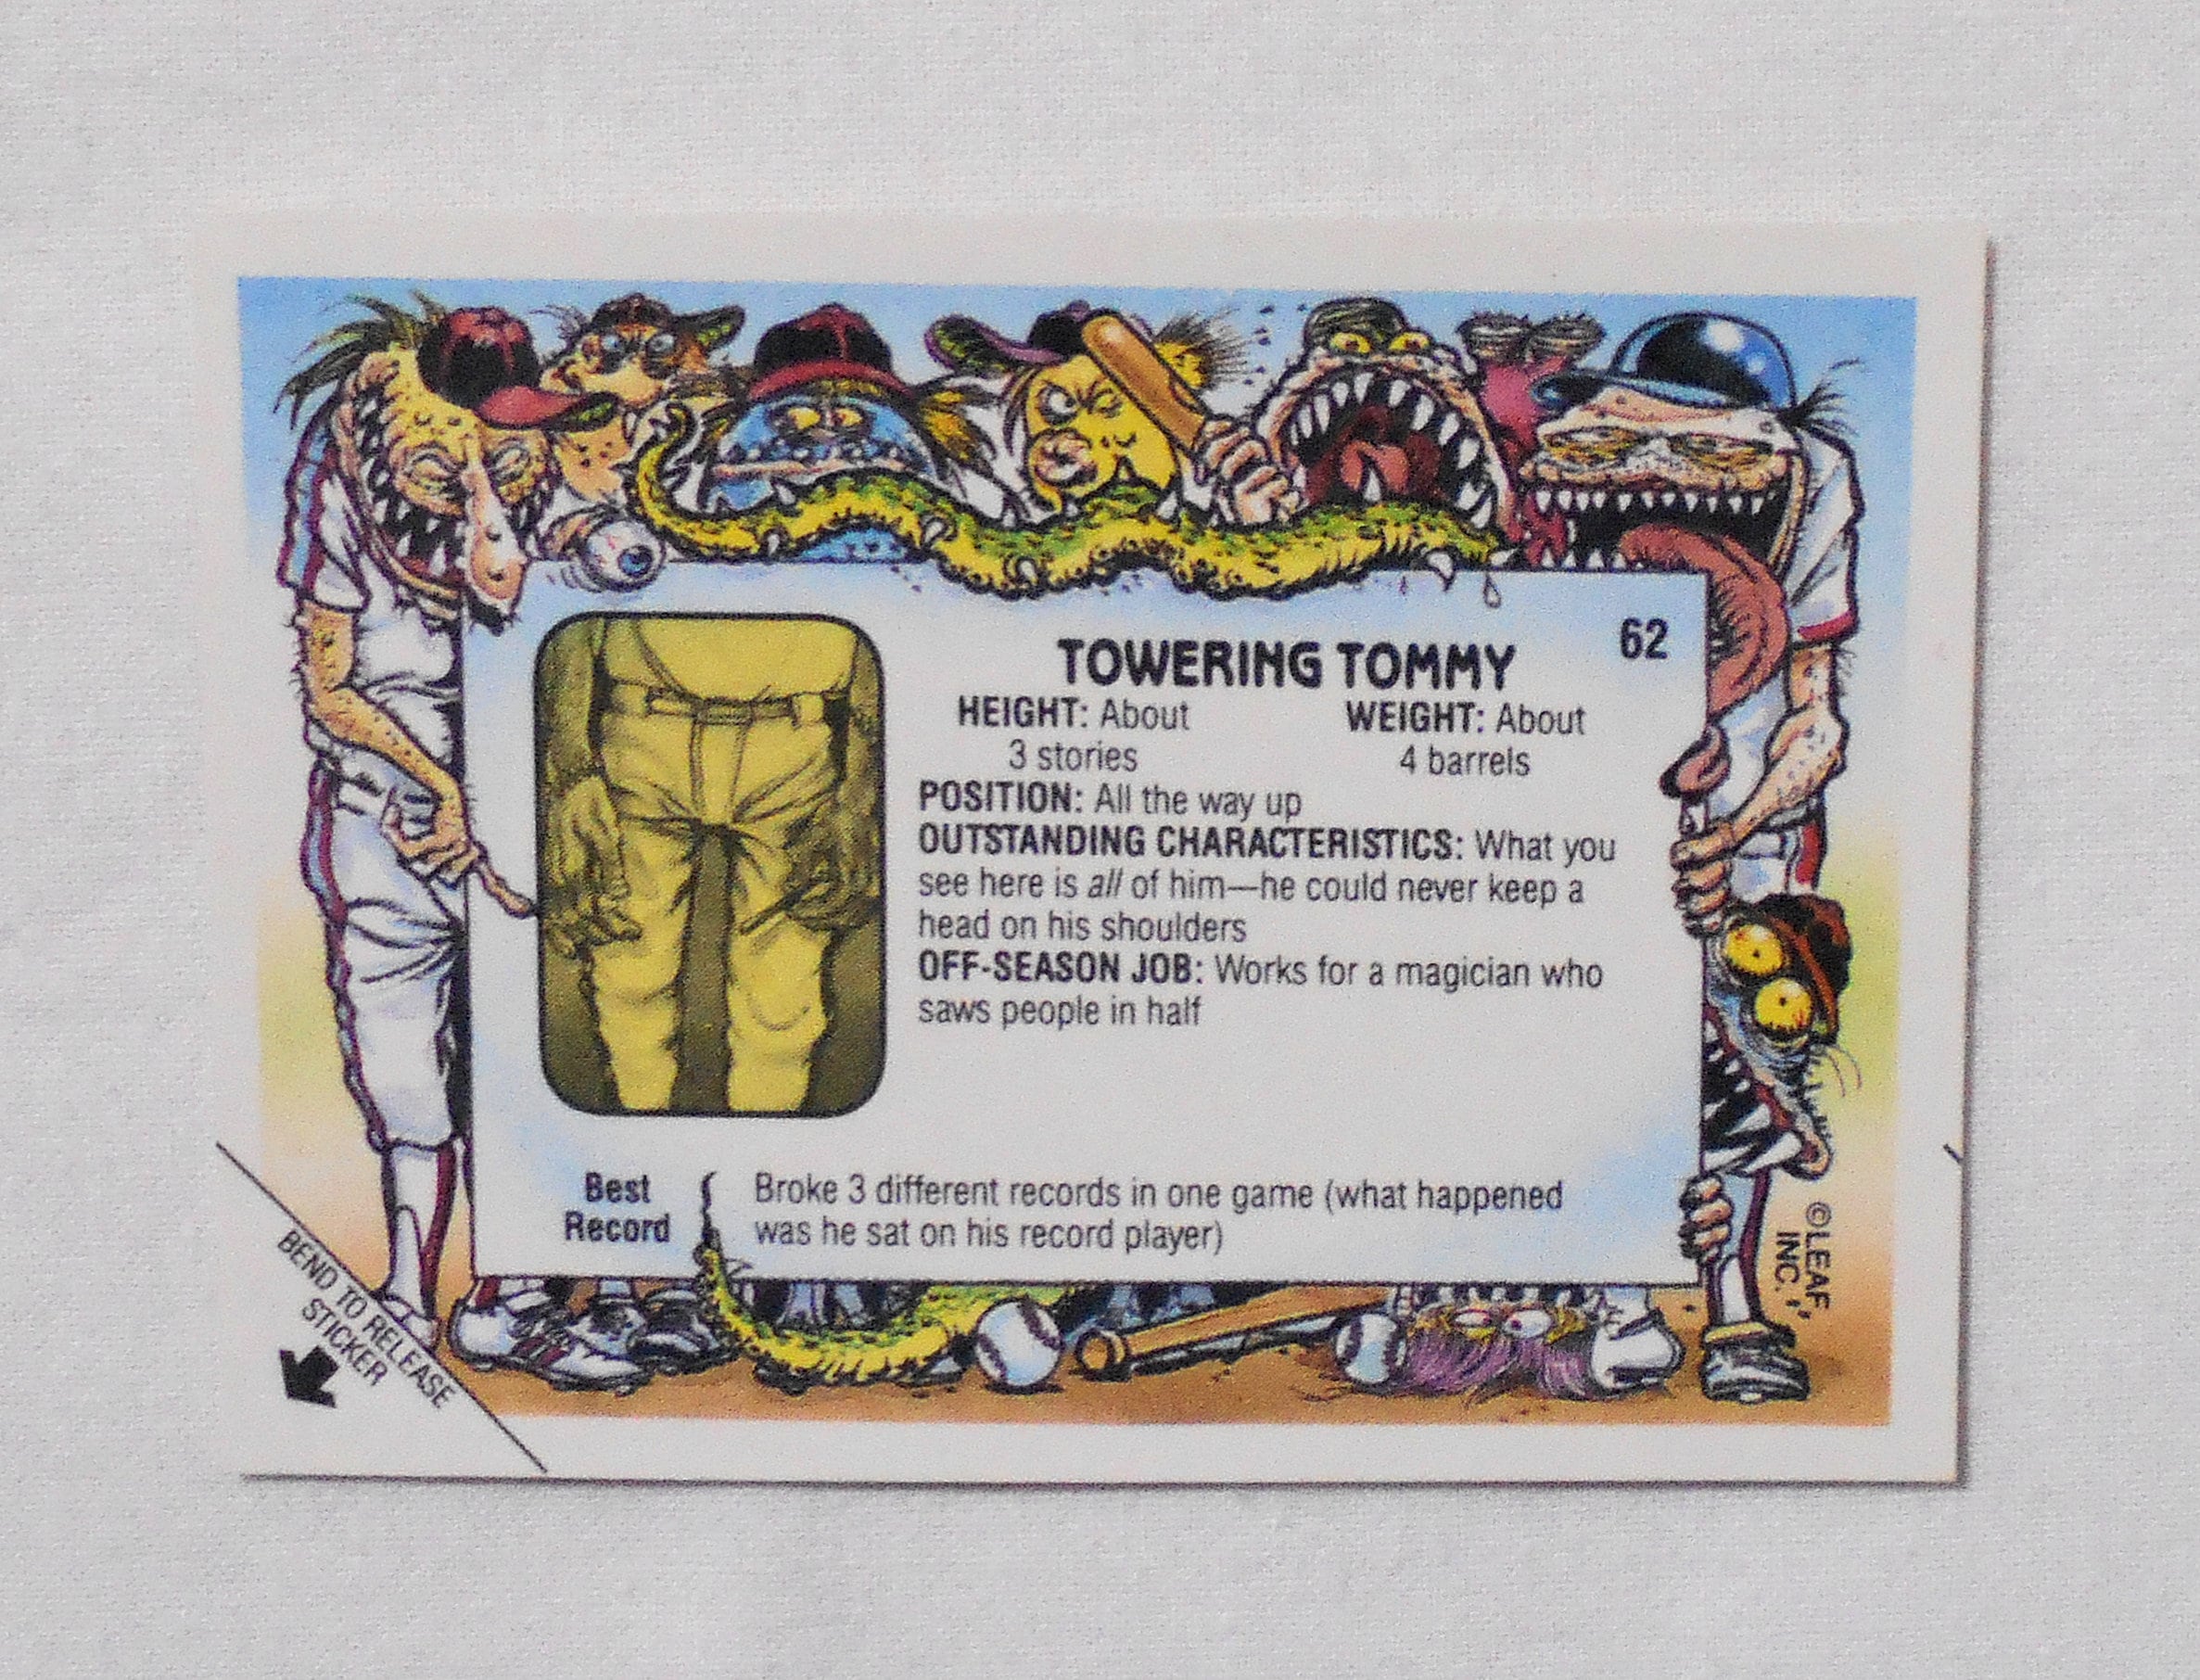 62
TOWERING TOMMY
HEIGHT: About
3 stories
WEIGHT: About
4 barrels
POSITION: All the way up
OUTSTANDING CHARACTERISTICS: What you
see here is all of him—he could never keep a
head on his shoulders
OFF-SEASON JOB: Works for a magician who
saws people in half
Best
Record
Broke 3 different records in one game (what happened
was he sat on his record player)
BEND TO RELEASE
STICKER
©LEAF
INC.